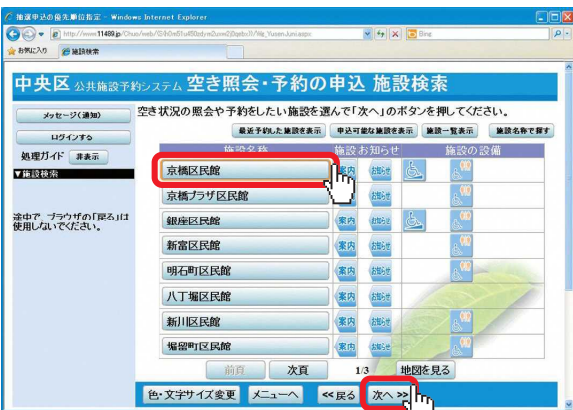 抽選申込の優先順位指定 - Windows Internet Explorer
Bing
お気に入り 施設検索
中央区 公共施設予約システム 空き照会・予約の申込 施設検索
メッセージ(通知)
空き状況の照会や予約をしたい施設を選んで「次へ」のボタンを押してください。
ログインする
最近予約した施設を表示 申込可能な施設を表示 施設一覧表示 施設名称で探す
処理ガイド 非表示
施設名称 施設お知らせ 施設の設備
▼施設検索
京橋区民館 案内 お知らせ
京橋プラザ区民館 案内 お知らせ
途中で、ブラウザの「戻る」は
使用しないでください。
銀座区民館 案内 お知らせ
新富区民館 案内 お知らせ
明石町区民館 案内 お知らせ
八丁堀区民館 案内 お知らせ
新川区民館 案内 お知らせ
堀留町区民館 案内 お知らせ
前頁 次頁 1/3 地図を見る
色・文字サイズ変更 メニューへ <<戻る 次へ >>